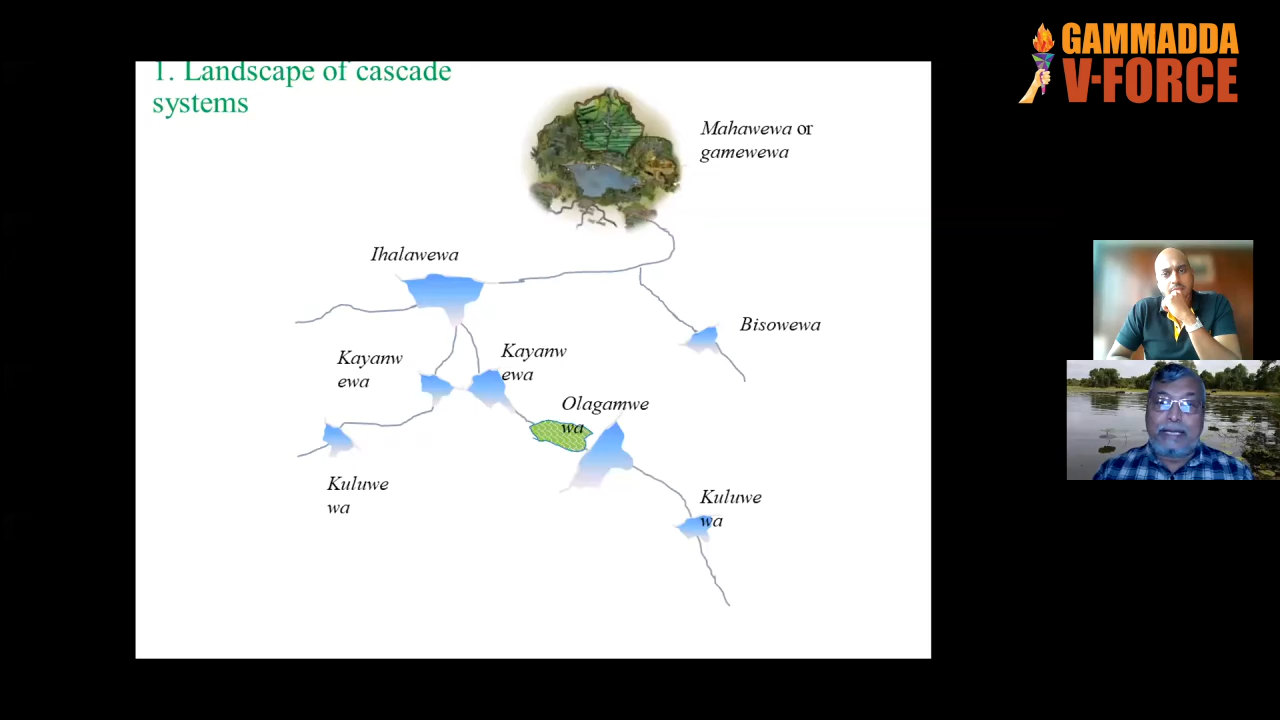 1. Landscape of cascade
systems
GAMMADDA
V-FORCE
Mahawewa or
gamewewa
Ihalawewa
Bisowewa
Kayanw
ewa
Kayanw
ewa
Olagamwe
wa
Kuluwe
wa
Kuluwe
wa